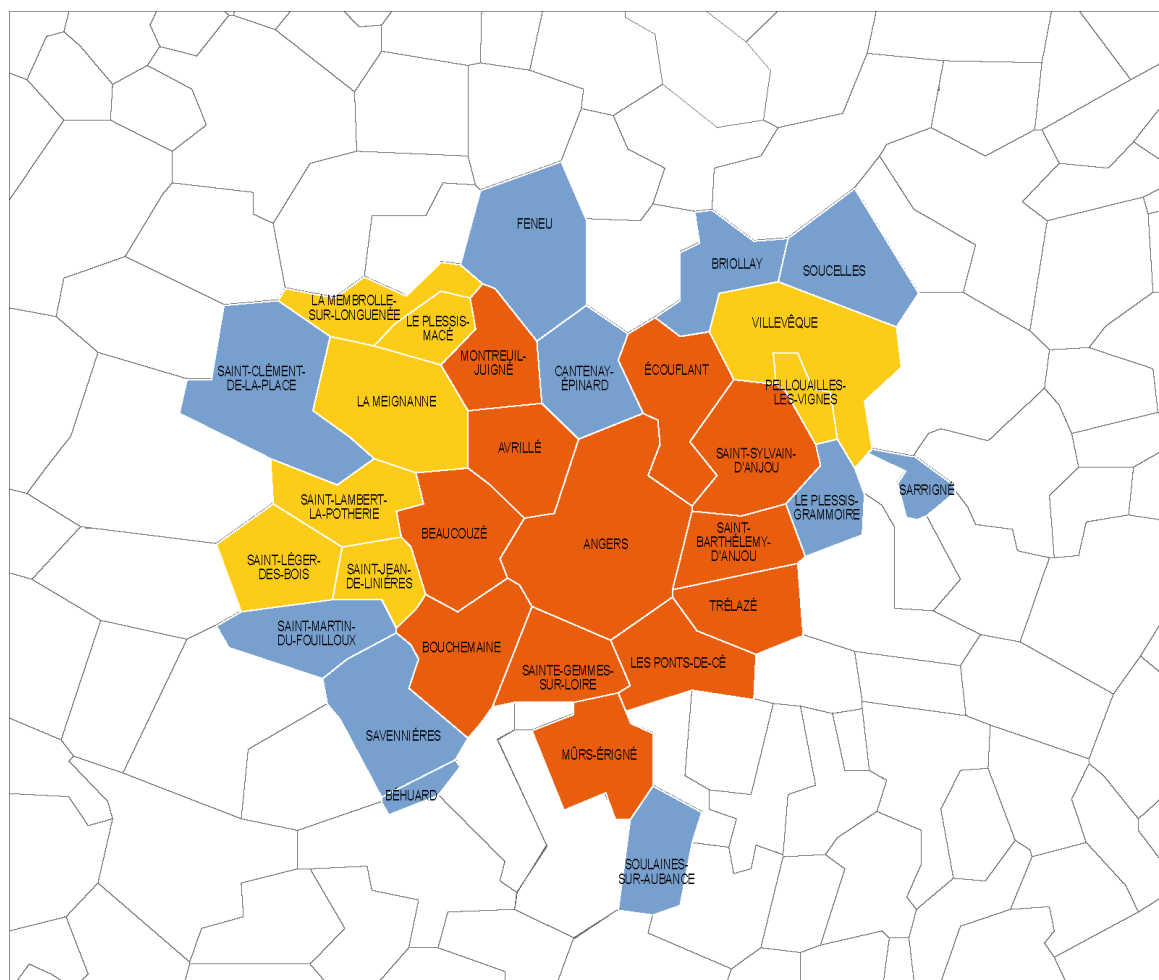 FENEU
BRIOLLAY
SOUCELLES
LA MEMBROLLE-
SUR-LONGUENÉE
LE PLESSIS-
MACÉ
VILLEVÊQUE
MONTREUIL-
JUIGNÉ
CANTENAY-
ÉPINARD
ÉCOUFLANT
SAINT-CLÉMENT-
DE-LA-PLACE
PELLOUAILLES-
LES-VIGNES
LA MEIGNANNE
AVRILLÉ
SAINT-SYLVAIN-
D'ANJOU
SARRIGNÉ
SAINT-LAMBERT-
LA-POTHERIE
LE PLESSIS-
GRAMMOIRE
BEAUCOUZÉ
ANGERS
SAINT-
BARTHÉLEMY-
D'ANJOU
SAINT-LÉGER-
DES-BOIS
SAINT-JEAN-
DE-LINIÈRES
TRÉLAZÉ
SAINT-MARTIN-
DU-FOUILLOUX
BOUCHEMAINE
SAINTE-GEMMES-
SUR-LOIRE
LES PONTS-DE-CÉ
SAVENNIÈRES
MÛRS-ÉRIGNÉ
BÉHUARD
SOULAINES-
SUR-AUBANCE